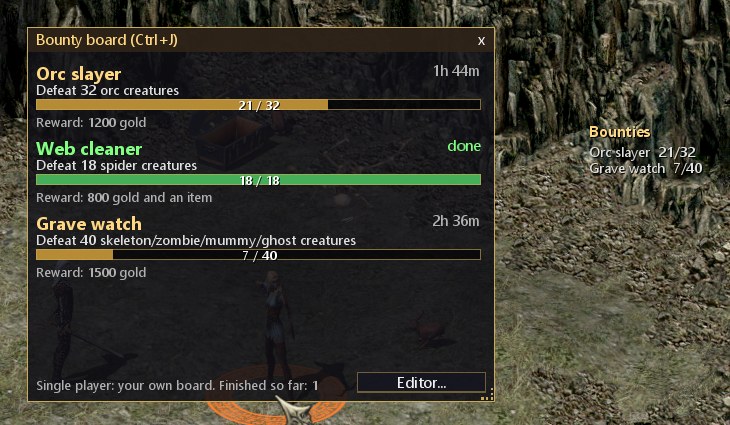 Bounty board (Ctrl+J)
x
Orc slayer
1h 44m
Defeat 32 orc creatures
21 / 32
Reward: 1200 gold
Web cleaner
done
Defeat 18 spider creatures
18 / 18
Reward: 800 gold and an item
Grave watch
2h 36m
Defeat 40 skeleton/zombie/mummy/ghost creatures
7 / 40
Reward: 1500 gold
Single player: your own board. Finished so far: 1
Editor...
Bounties
Orc slayer 21/32
Grave watch 7/40